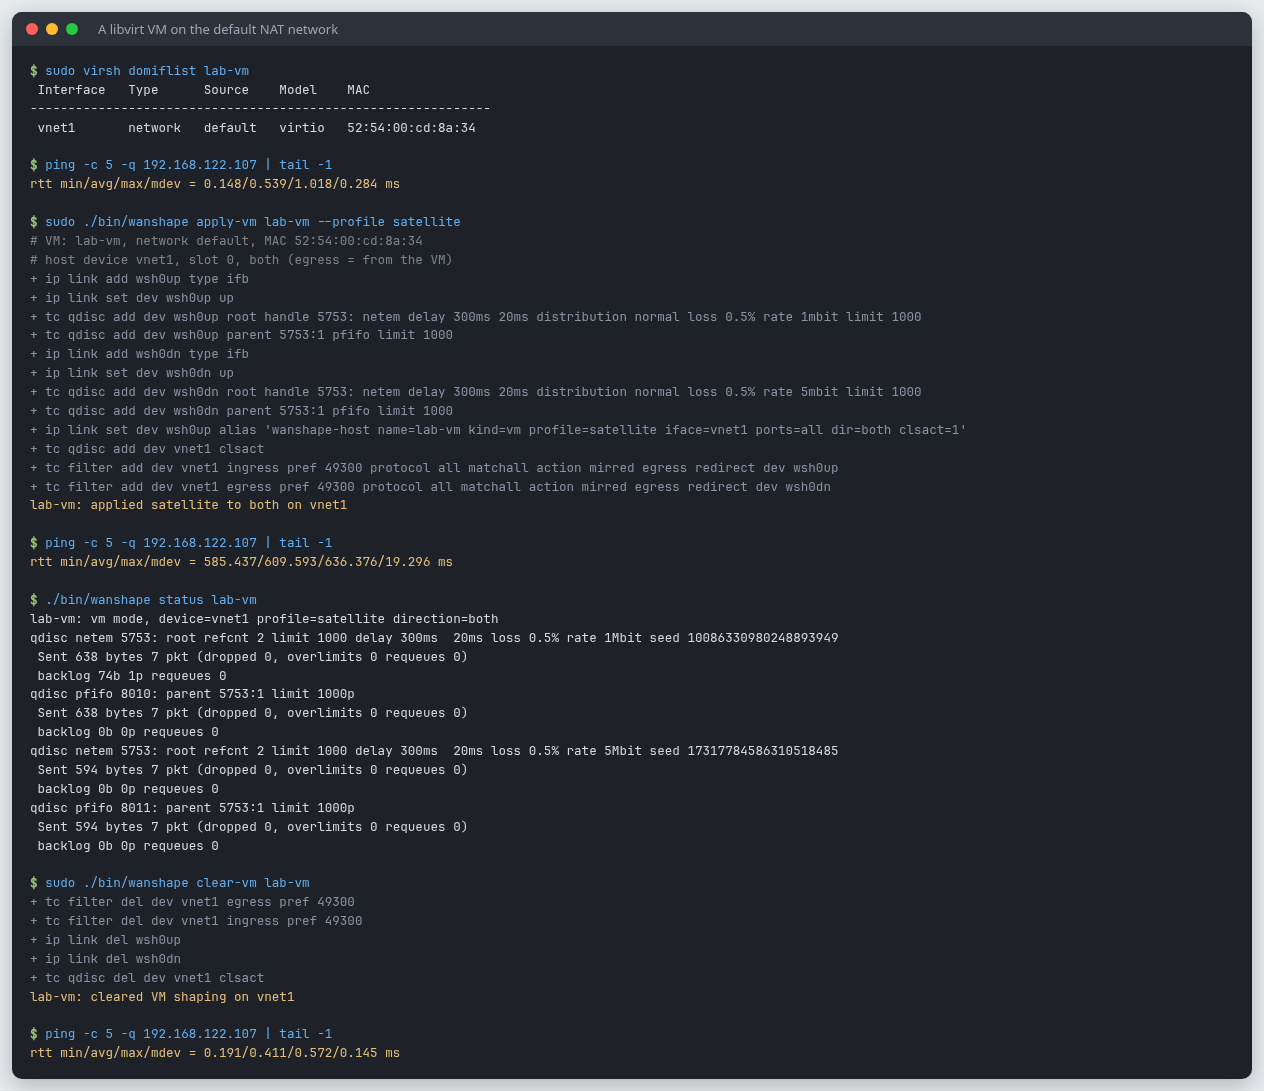 A libvirt VM on the default NAT network
$ sudo virsh domiflist lab-vm
 Interface   Type      Source    Model    MAC
-------------------------------------------------------------
 vnet1       network   default   virtio   52:54:00:cd:8a:34
$ ping -c 5 -q 192.168.122.107 | tail -1
rtt min/avg/max/mdev = 0.148/0.539/1.018/0.284 ms
$ sudo ./bin/wanshape apply-vm lab-vm --profile satellite
# VM: lab-vm, network default, MAC 52:54:00:cd:8a:34
# host device vnet1, slot 0, both (egress = from the VM)
+ ip link add wsh0up type ifb
+ ip link set dev wsh0up up
+ tc qdisc add dev wsh0up root handle 5753: netem delay 300ms 20ms distribution normal loss 0.5% rate 1mbit limit 1000
+ tc qdisc add dev wsh0up parent 5753:1 pfifo limit 1000
+ ip link add wsh0dn type ifb
+ ip link set dev wsh0dn up
+ tc qdisc add dev wsh0dn root handle 5753: netem delay 300ms 20ms distribution normal loss 0.5% rate 5mbit limit 1000
+ tc qdisc add dev wsh0dn parent 5753:1 pfifo limit 1000
+ ip link set dev wsh0up alias 'wanshape-host name=lab-vm kind=vm profile=satellite iface=vnet1 ports=all dir=both clsact=1'
+ tc qdisc add dev vnet1 clsact
+ tc filter add dev vnet1 ingress pref 49300 protocol all matchall action mirred egress redirect dev wsh0up
+ tc filter add dev vnet1 egress pref 49300 protocol all matchall action mirred egress redirect dev wsh0dn
lab-vm: applied satellite to both on vnet1
$ ping -c 5 -q 192.168.122.107 | tail -1
rtt min/avg/max/mdev = 585.437/609.593/636.376/19.296 ms
$ ./bin/wanshape status lab-vm
lab-vm: vm mode, device=vnet1 profile=satellite direction=both
qdisc netem 5753: root refcnt 2 limit 1000 delay 300ms  20ms loss 0.5% rate 1Mbit seed 10086330980248893949
 Sent 638 bytes 7 pkt (dropped 0, overlimits 0 requeues 0)
 backlog 74b 1p requeues 0
qdisc pfifo 8010: parent 5753:1 limit 1000p
 Sent 638 bytes 7 pkt (dropped 0, overlimits 0 requeues 0)
 backlog 0b 0p requeues 0
qdisc netem 5753: root refcnt 2 limit 1000 delay 300ms  20ms loss 0.5% rate 5Mbit seed 17317784586310518485
 Sent 594 bytes 7 pkt (dropped 0, overlimits 0 requeues 0)
 backlog 0b 0p requeues 0
qdisc pfifo 8011: parent 5753:1 limit 1000p
 Sent 594 bytes 7 pkt (dropped 0, overlimits 0 requeues 0)
 backlog 0b 0p requeues 0
$ sudo ./bin/wanshape clear-vm lab-vm
+ tc filter del dev vnet1 egress pref 49300
+ tc filter del dev vnet1 ingress pref 49300
+ ip link del wsh0up
+ ip link del wsh0dn
+ tc qdisc del dev vnet1 clsact
lab-vm: cleared VM shaping on vnet1
$ ping -c 5 -q 192.168.122.107 | tail -1
rtt min/avg/max/mdev = 0.191/0.411/0.572/0.145 ms